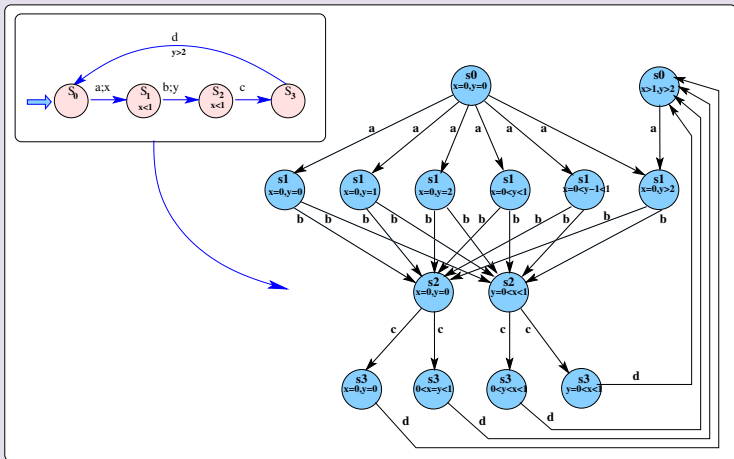 d
y>2
S0
a;x
S1
x<1
b;y
S2
x<1
c
S3
s0
x=0,y=0
s0
x>1,y>2
a
a
a
a
a
a
a
s1
x=0,y=0
s1
x=0,y=1
s1
x=0,y=2
s1
x=0<y<1
s1
x=0<y-1<1
s1
x=0,y>2
b
b
b
b
b
b
b
b
b
b
b
b
s2
x=0,y=0
s2
y=0<x<1
c
c
c
c
s3
x=0,y=0
s3
0<x=y<1
s3
0<y<x<1
s3
y=0<x<1
d
d
d
d